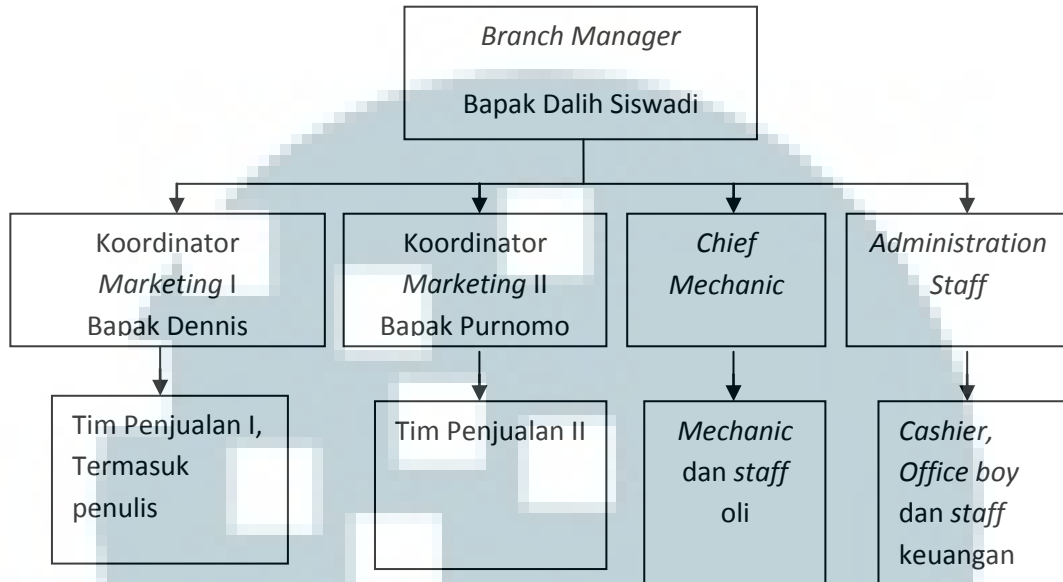 Branch Manager
Bapak Dalih Siswadi
Koordinator
Marketing I
Bapak Dennis
Koordinator
Marketing II
Bapak Purnomo
Chief
Mechanic
Administration
Staff
Tim Penjualan I,
Termasuk
penulis
Tim Penjualan II
Mechanic
dan staff
oli
Cashier,
Office boy
dan staff
keuangan